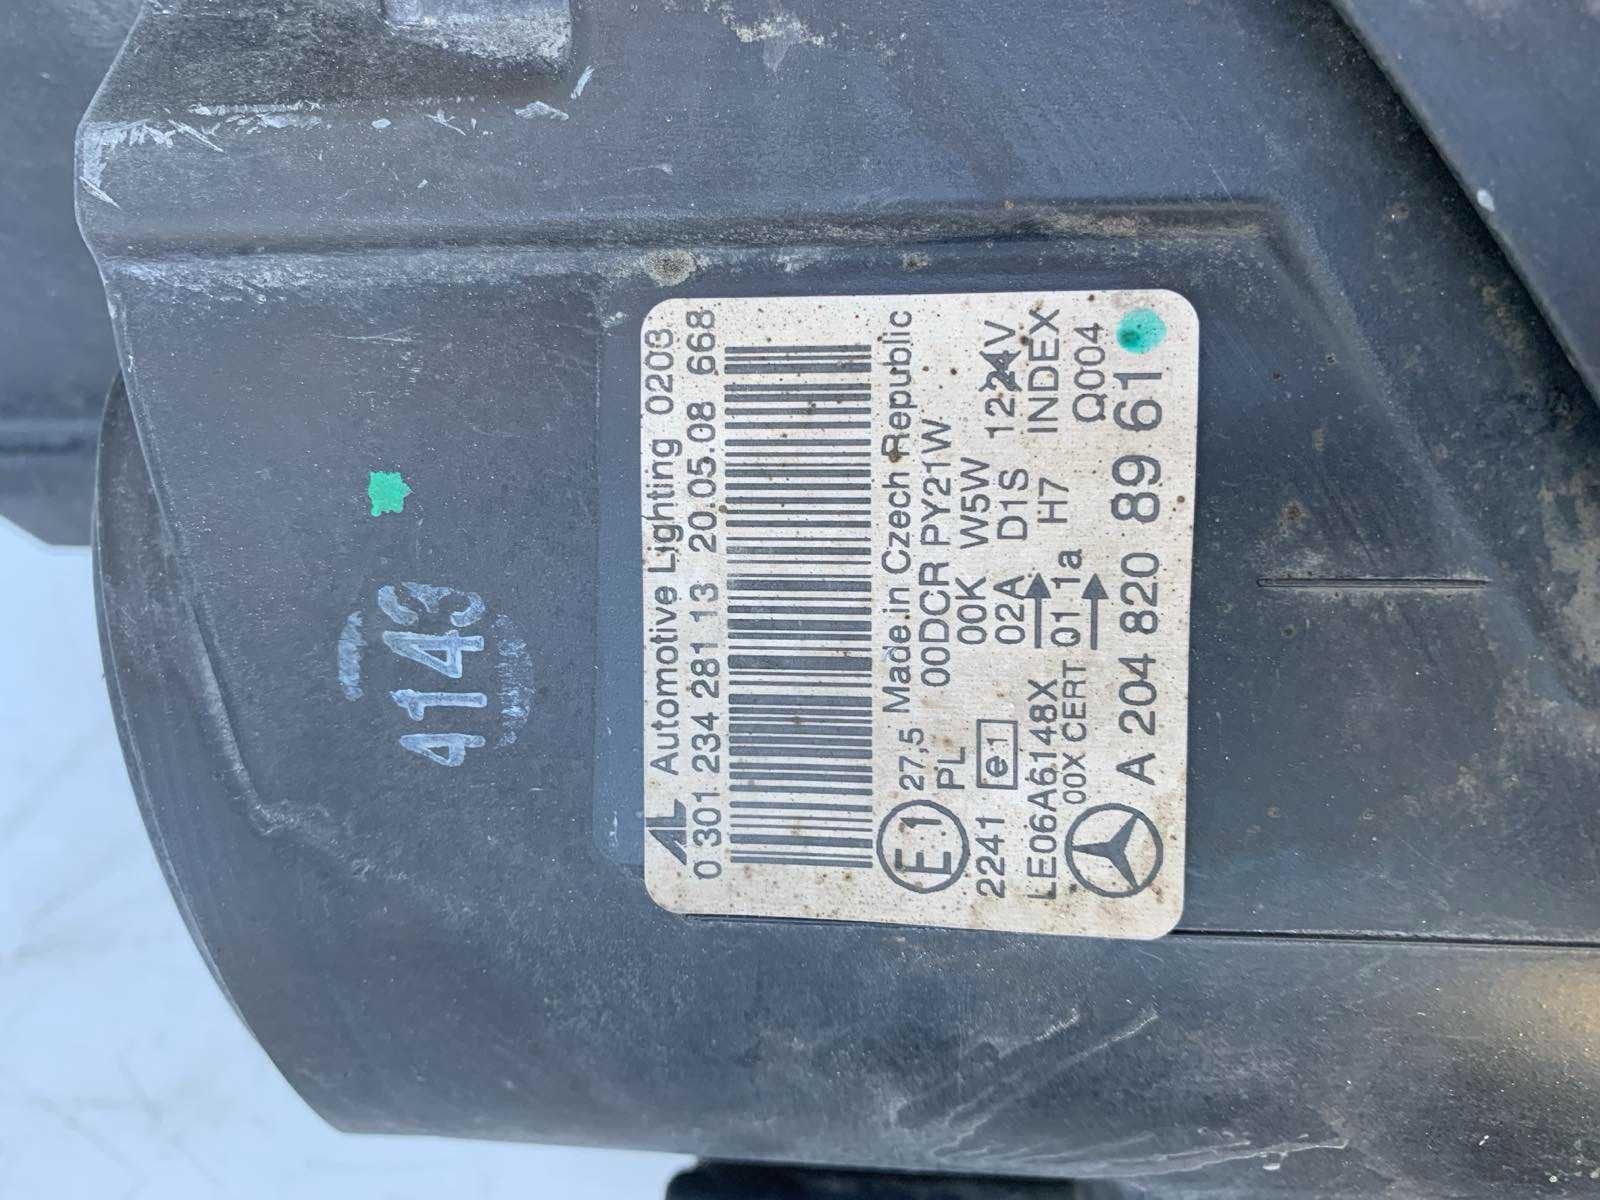 4143
AL Automotive Lighting 0203
0 301 234 281 13 20.05.08 668
E 1 27,5 Made in Czech Republic
PL 00DCR PY21W
2241 e1 00K W5W
02A D1S 1224V
LE06A6148X H7 INDEX
00X CERT 01 1a Q004
A 204 820 89 61